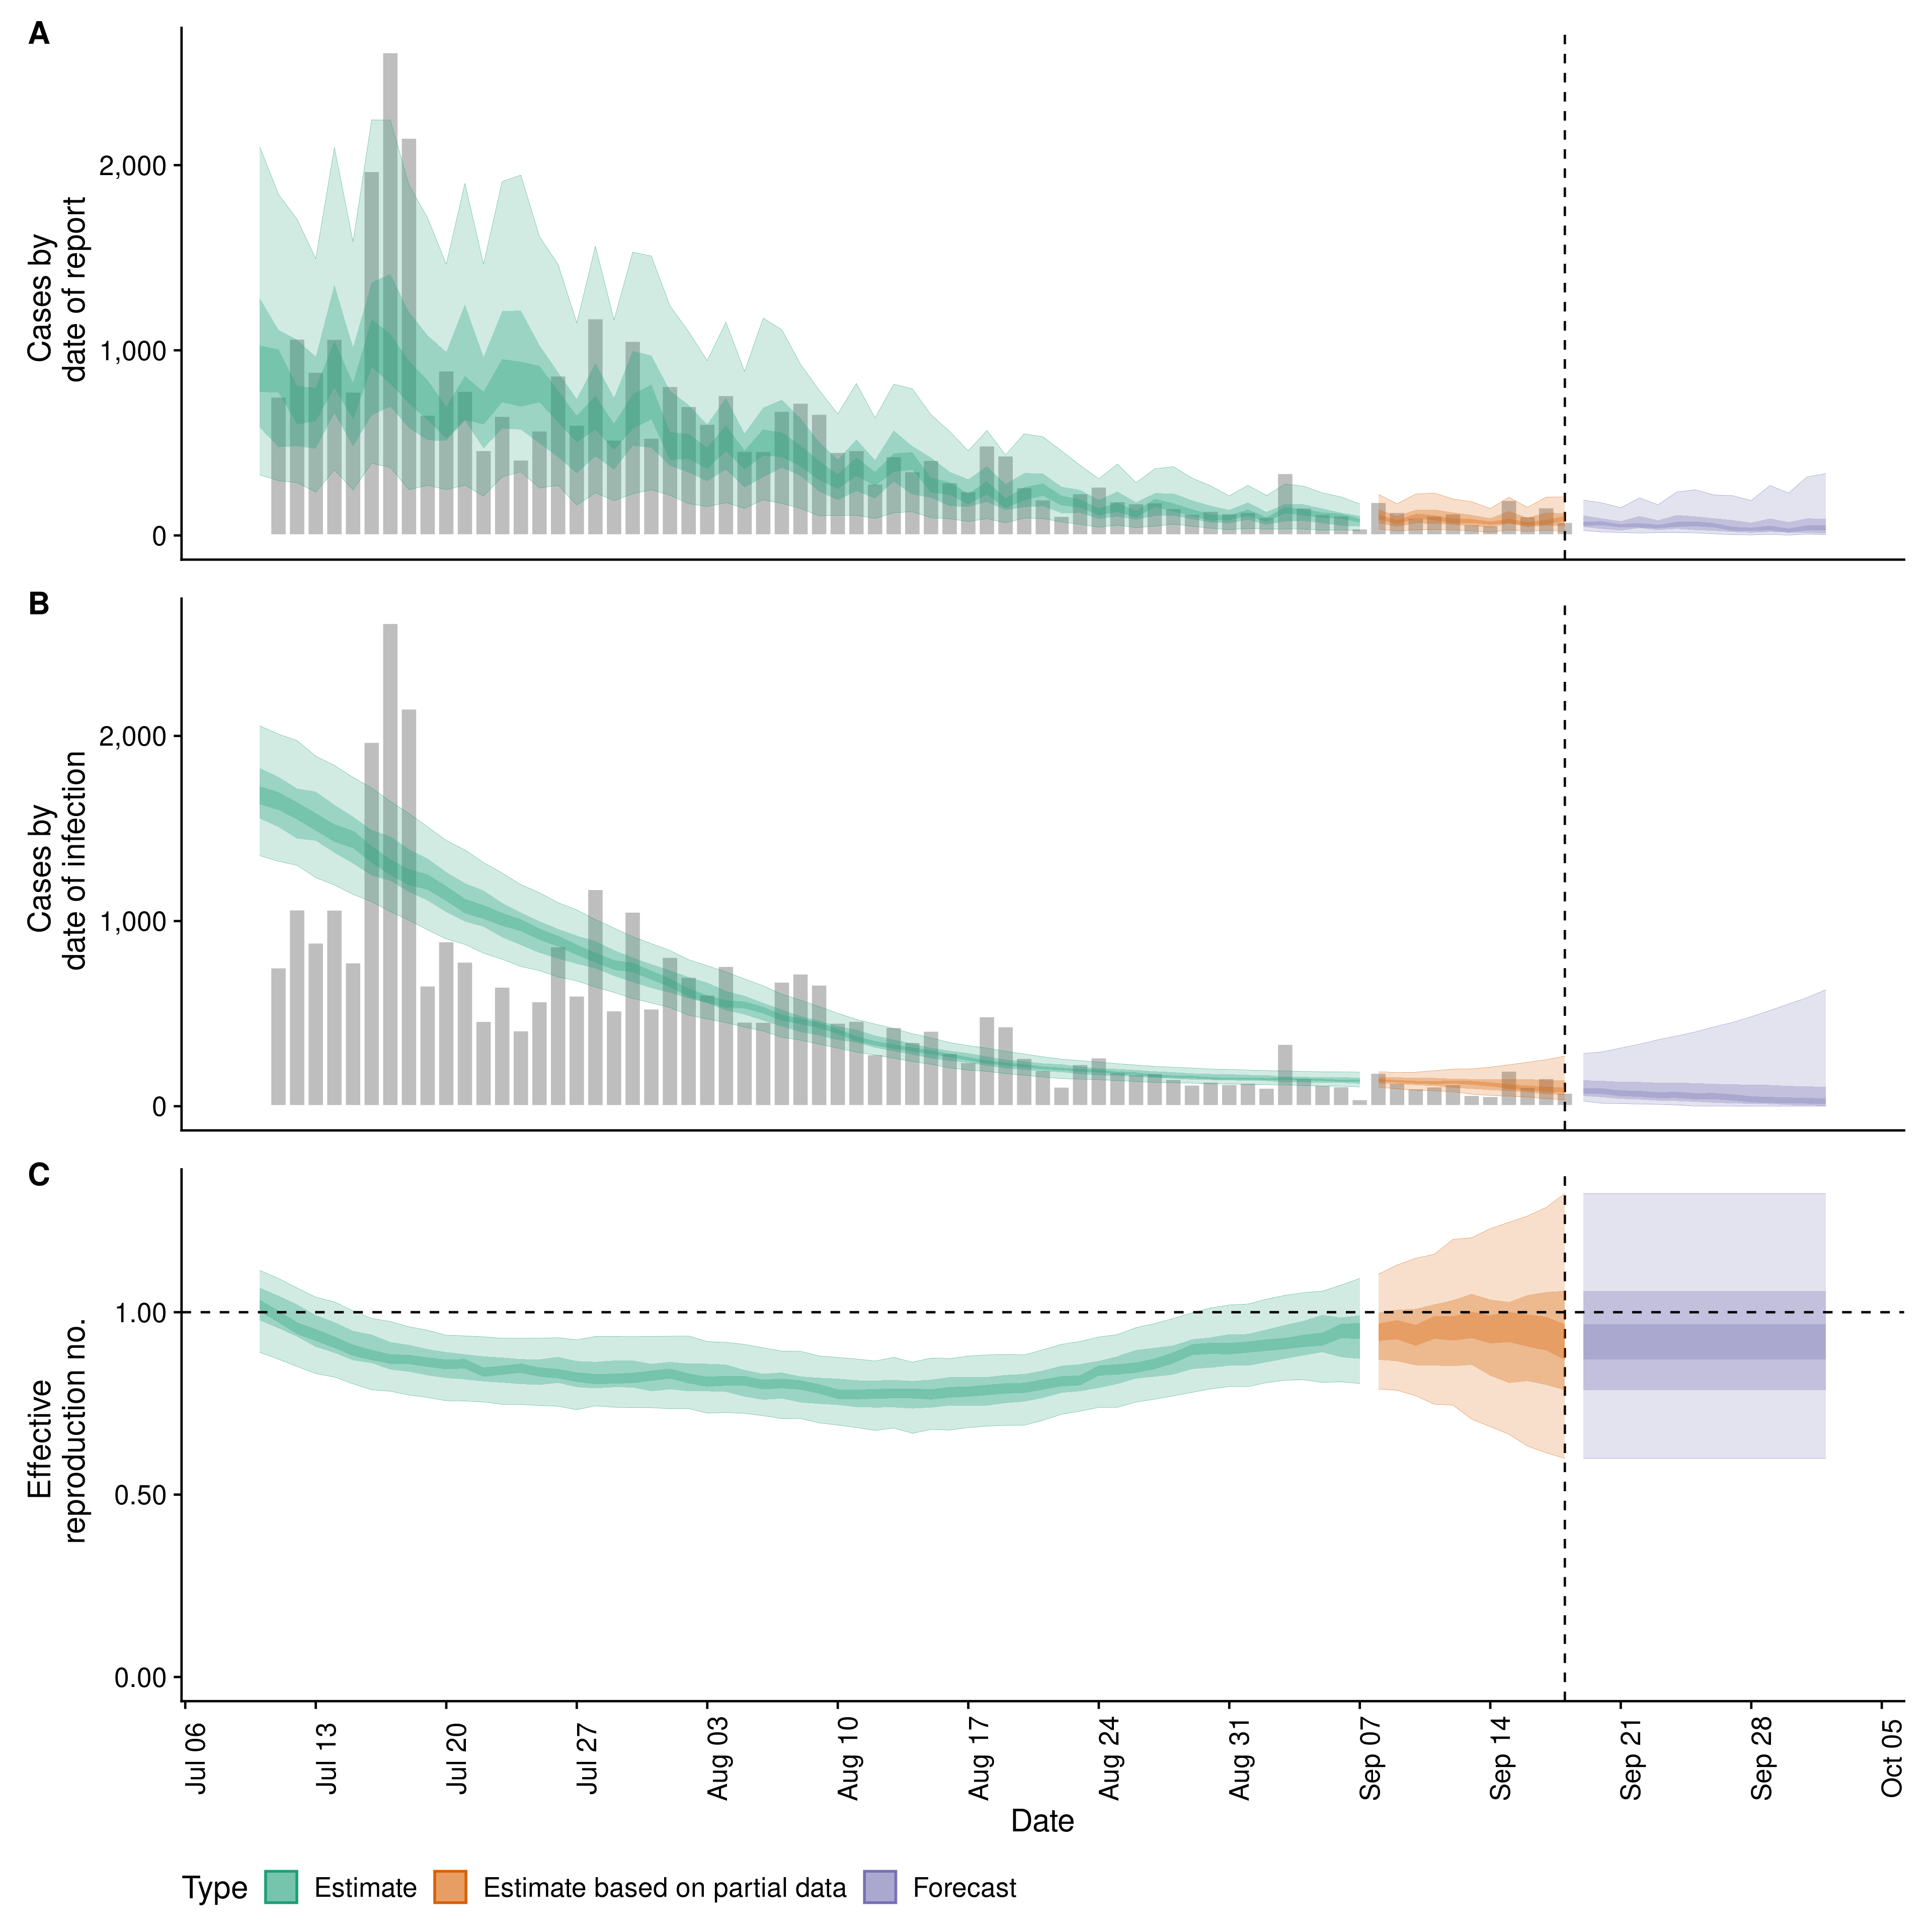 A
Cases by
date of report
2,000
1,000
0
B
Cases by
date of infection
2,000
1,000
0
C
Effective
reproduction no.
1.00
0.50
0.00
Jul 06
Jul 13
Jul 20
Jul 27
Aug 03
Aug 10
Aug 17
Aug 24
Aug 31
Sep 07
Sep 14
Sep 21
Sep 28
Oct 05
Date
Type Estimate Estimate based on partial data Forecast